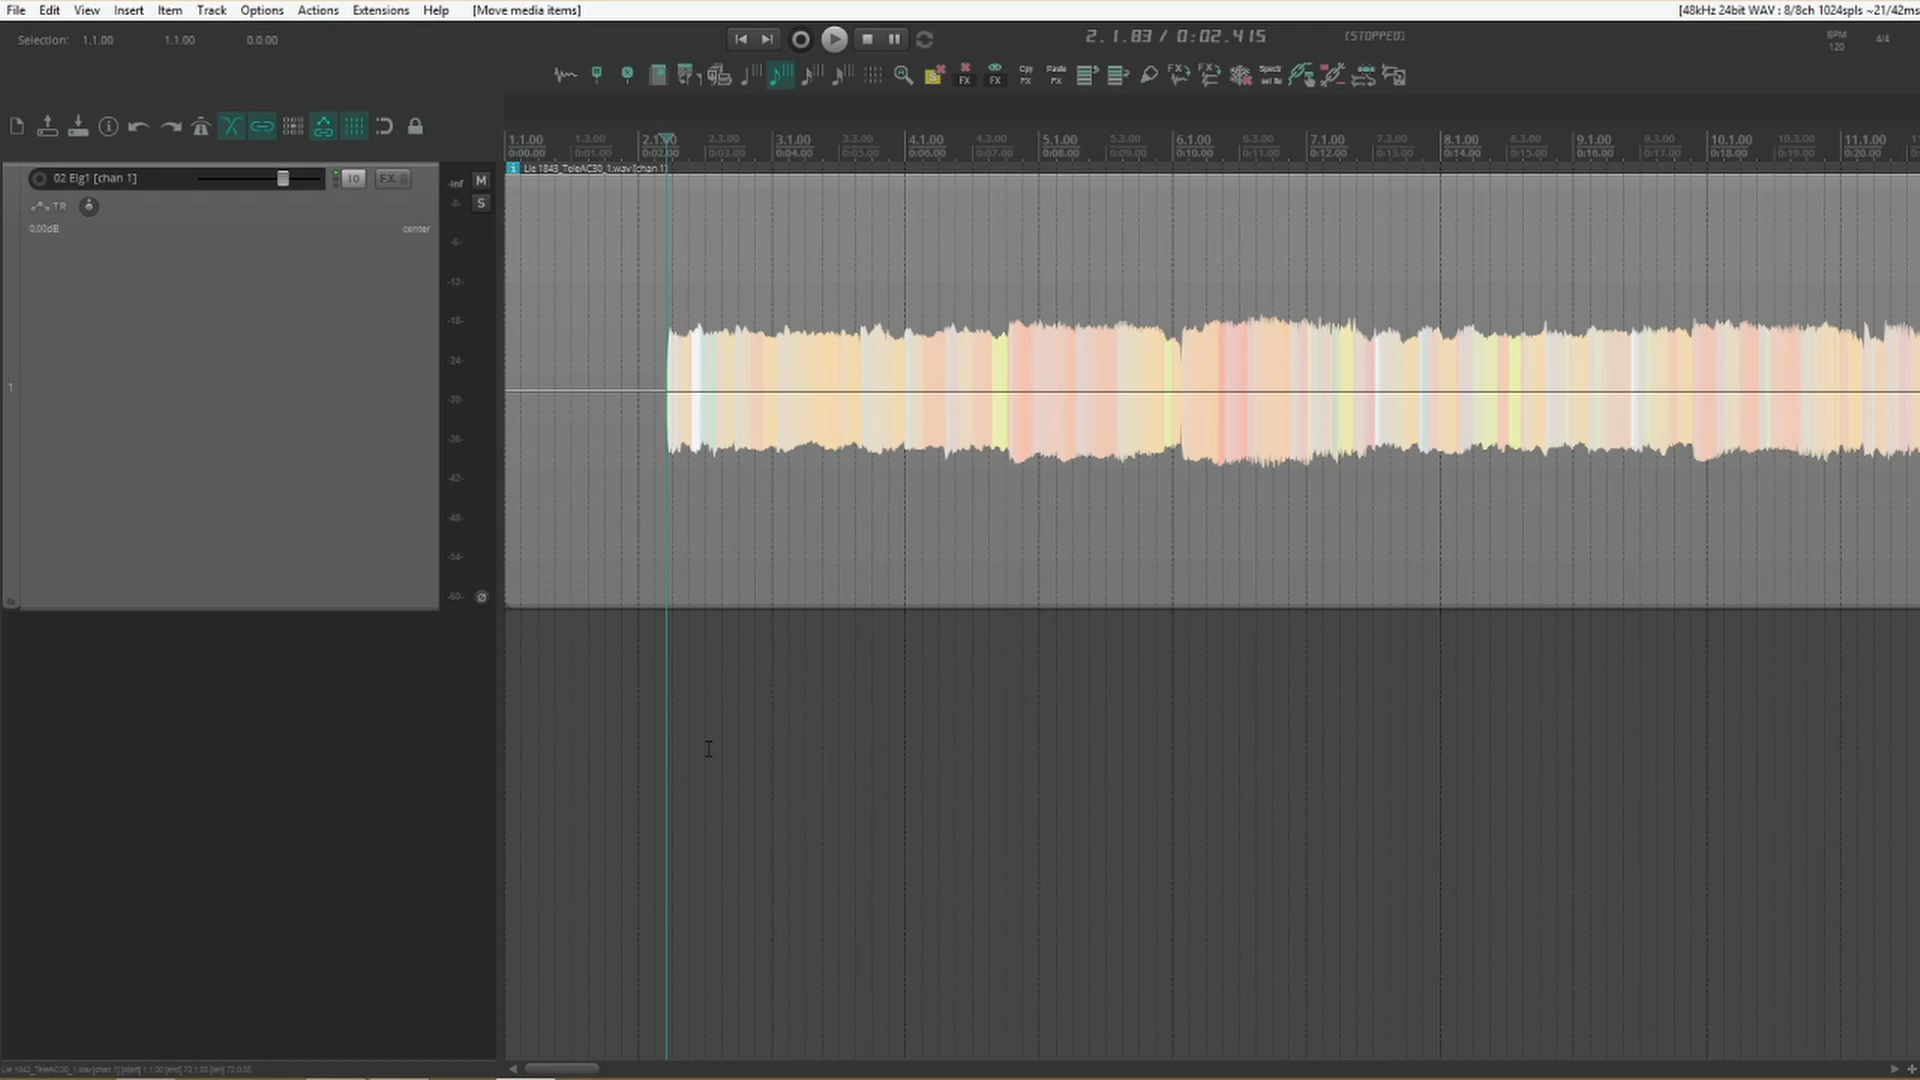 File Edit View Insert Item Track Options Actions Extensions Help [Move media items] [48kHz 24bit WAV : 8/8ch 1024spls ~21/42ms
Selection: 1.1.00 1.1.00 0.0.00 2.1.83 / 0:02.415 [STOPPED] BPM 120 4/4
FX FX Cpy FX Paste FX FX FX
1.1.00 1.3.00 2.1.00 2.3.00 3.1.00 3.3.00 4.1.00 4.3.00 5.1.00 5.3.00 6.1.00 6.3.00 7.1.00 7.3.00 8.1.00 8.3.00 9.1.00 9.3.00 10.1.00 10.3.00 11.1.00
0:00.00 0:01.00 0:02.00 0:03.00 0:04.00 0:05.00 0:06.00 0:07.00 0:08.00 0:09.00 0:10.00 0:11.00 0:12.00 0:13.00 0:14.00 0:15.00 0:16.00 0:17.00 0:18.00 0:19.00 0:20.00
i Lie 1843_TeleAC30_1.wav [chan 1]
02 Elg1 [chan 1] IO FX -inf M
TR -0- S
0.00dB center
-6-
-12-
-18-
-24-
1
-30-
-36-
-42-
-48-
-54-
-60-